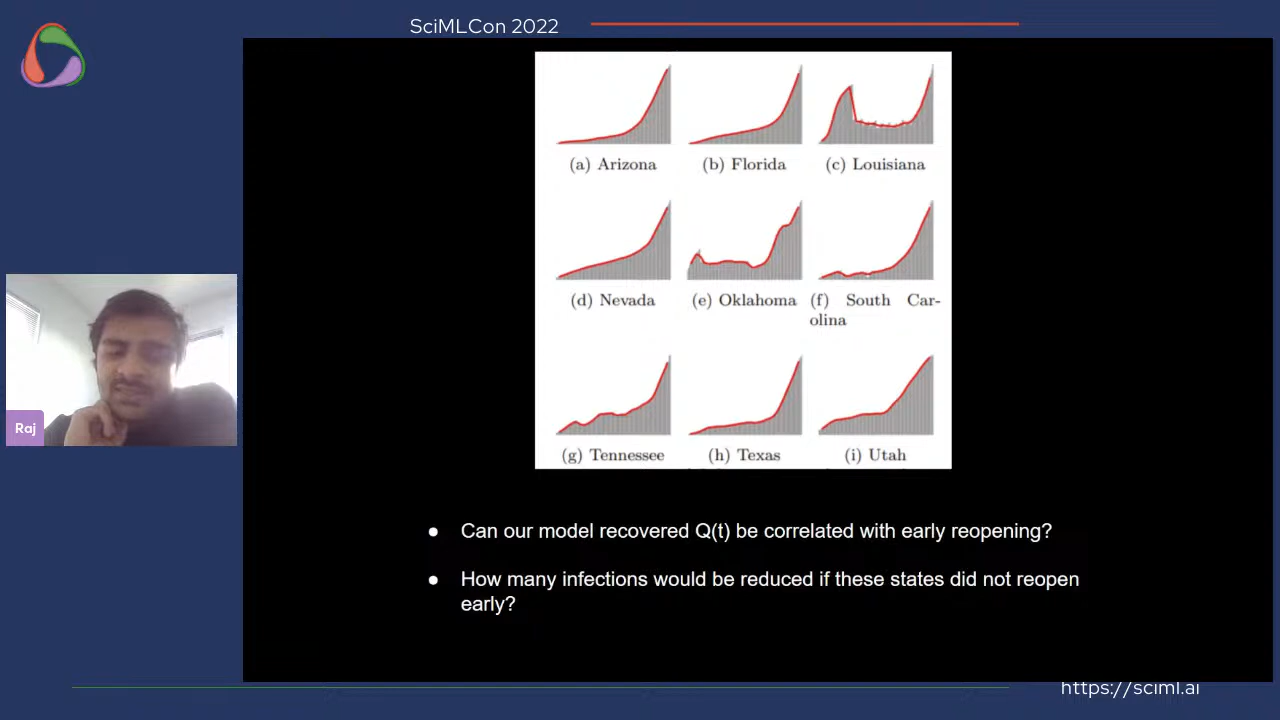 SciMLCon 2022
(a) Arizona
(b) Florida
(c) Louisiana
(d) Nevada
(e) Oklahoma
(f) South Car-
olina
(g) Tennessee
(h) Texas
(i) Utah
Raj
● Can our model recovered Q(t) be correlated with early reopening?
● How many infections would be reduced if these states did not reopen
early?
https://sciml.ai